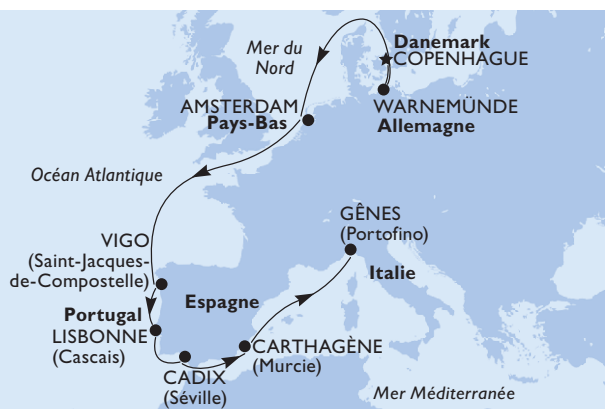 Mer du
Nord
Danemark
COPENHAGUE
AMSTERDAM
Pays-Bas
WARNEMÜNDE
Allemagne
Océan Atlantique
GÊNES
(Portofino)
Italie
VIGO
(Saint-Jacques-
de-Compostelle)
Espagne
Portugal
LISBONNE
(Cascais)
CARTHAGÈNE
(Murcie)
CADIX
(Séville)
Mer Méditerranée